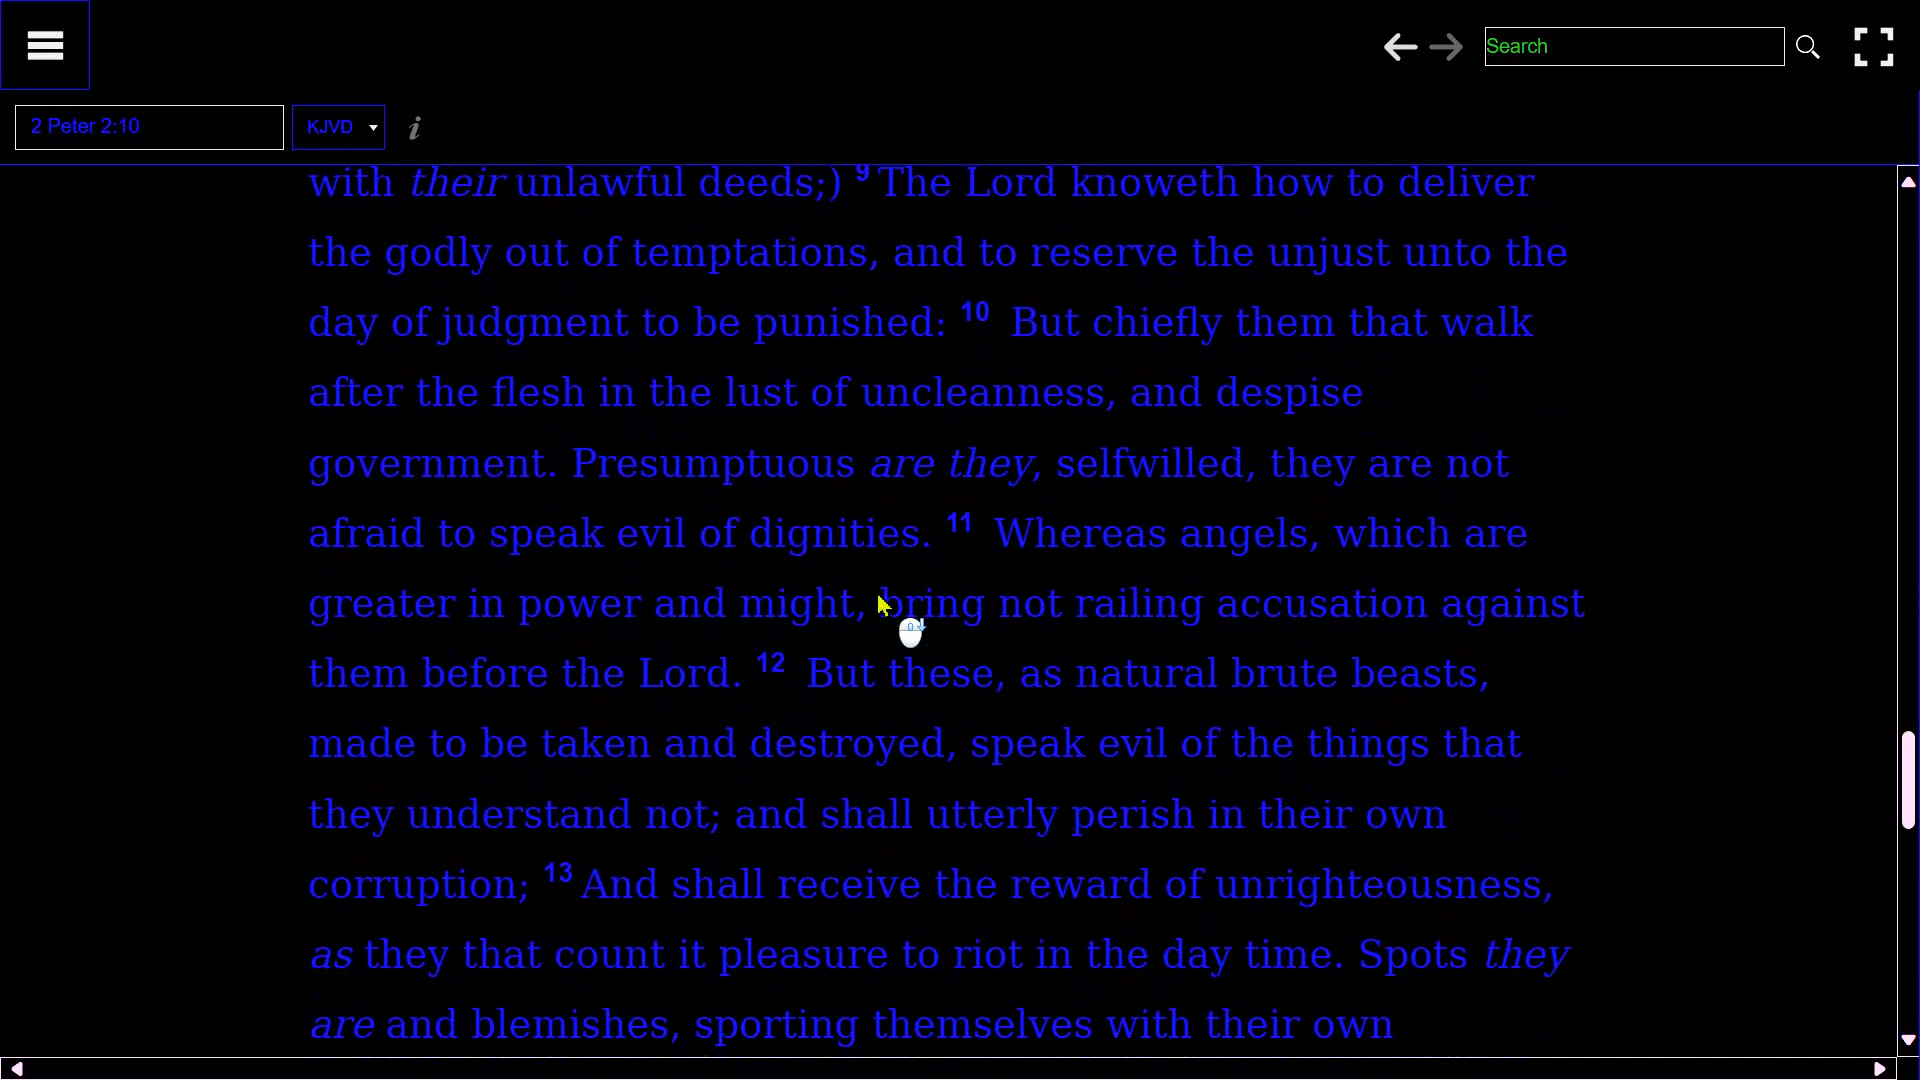 Search
2 Peter 2:10
KJVD
i
with their unlawful deeds;) 9 The Lord knoweth how to deliver
the godly out of temptations, and to reserve the unjust unto the
day of judgment to be punished: 10 But chiefly them that walk
after the flesh in the lust of uncleanness, and despise
government. Presumptuous are they, selfwilled, they are not
afraid to speak evil of dignities. 11 Whereas angels, which are
greater in power and might, bring not railing accusation against
them before the Lord. 12 But these, as natural brute beasts,
made to be taken and destroyed, speak evil of the things that
they understand not; and shall utterly perish in their own
corruption; 13 And shall receive the reward of unrighteousness,
as they that count it pleasure to riot in the day time. Spots they
are and blemishes, sporting themselves with their own